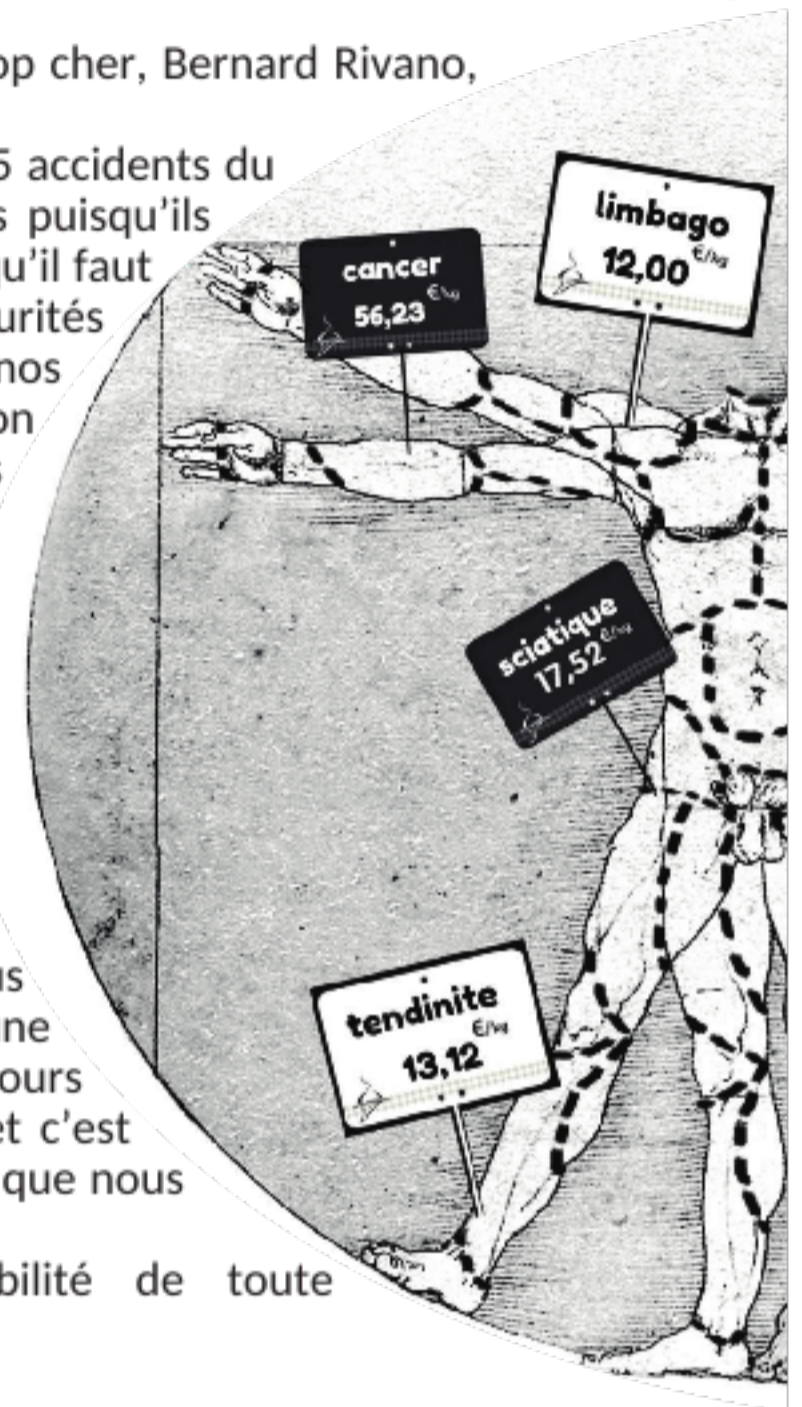 op cher, Bernard Rivano,
5 accidents du
s puisqu’ils
qu’il faut
urités
nos
on
s
limbago
12,00 €/kg
cancer
56,23 €/kg
sciatique
17,52 €/kg
tendinite
13,12 €/kg
us
ine
ours
et c’est
que nous
bilité de toute